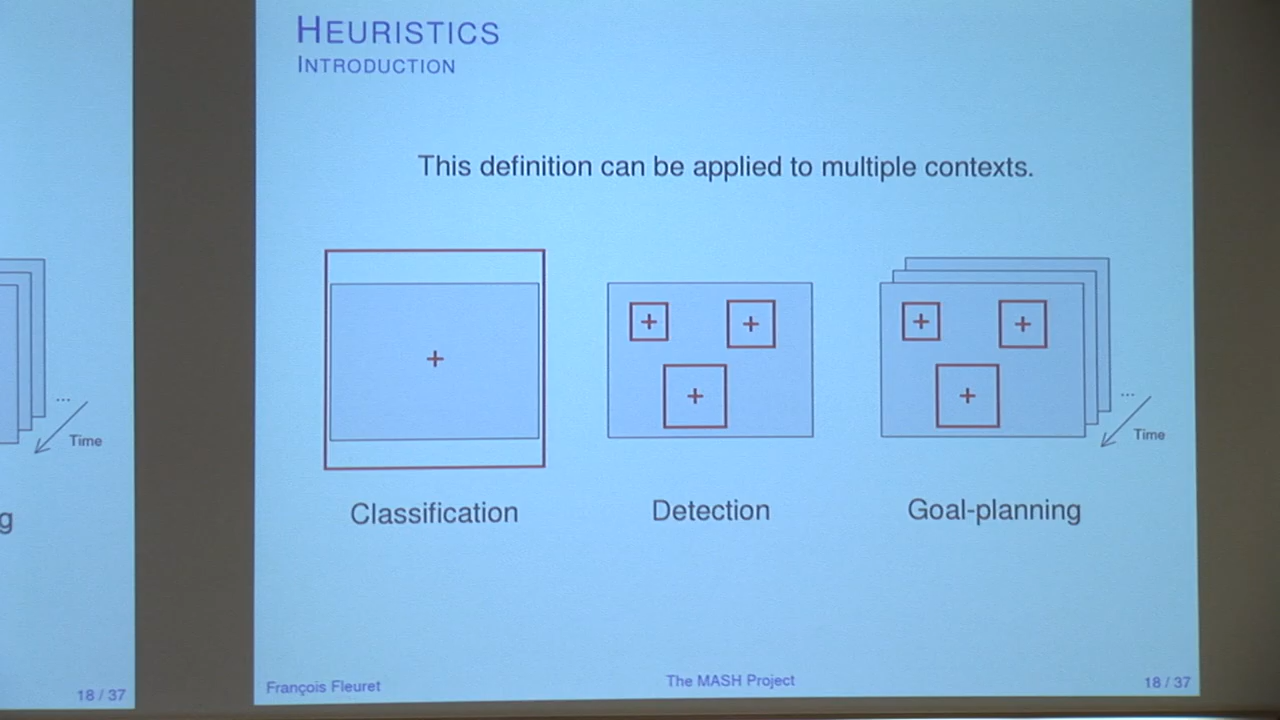 HEURISTICS
INTRODUCTION
This definition can be applied to multiple contexts.
...
Time
...
Time
Classification
Detection
Goal-planning
g
18 / 37
François Fleuret
The MASH Project
18 / 37